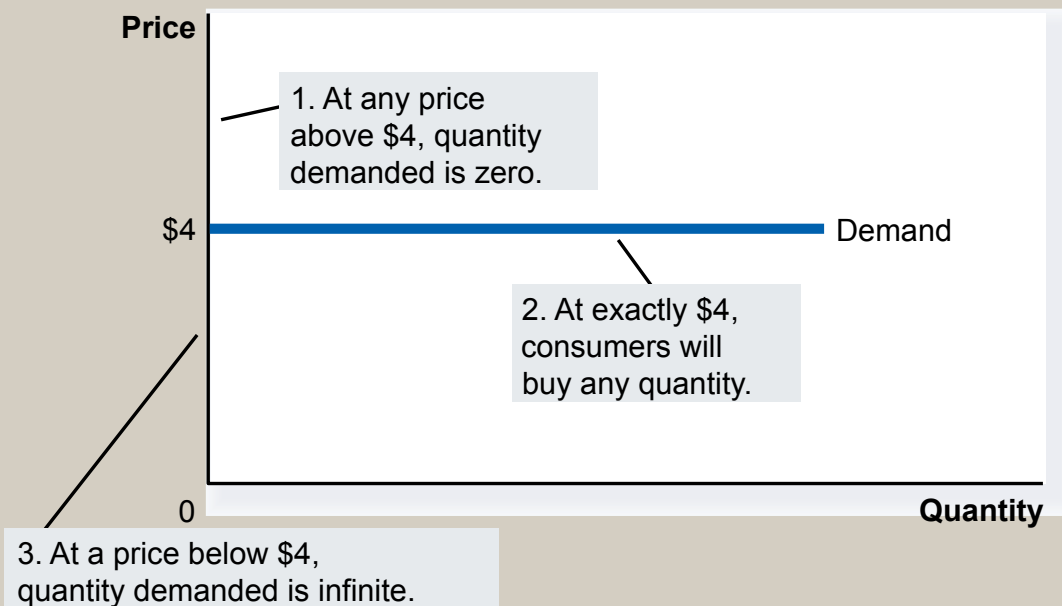 Price
1. At any price
above $4, quantity
demanded is zero.
$4
Demand
2. At exactly $4,
consumers will
buy any quantity.
0
Quantity
3. At a price below $4,
quantity demanded is infinite.